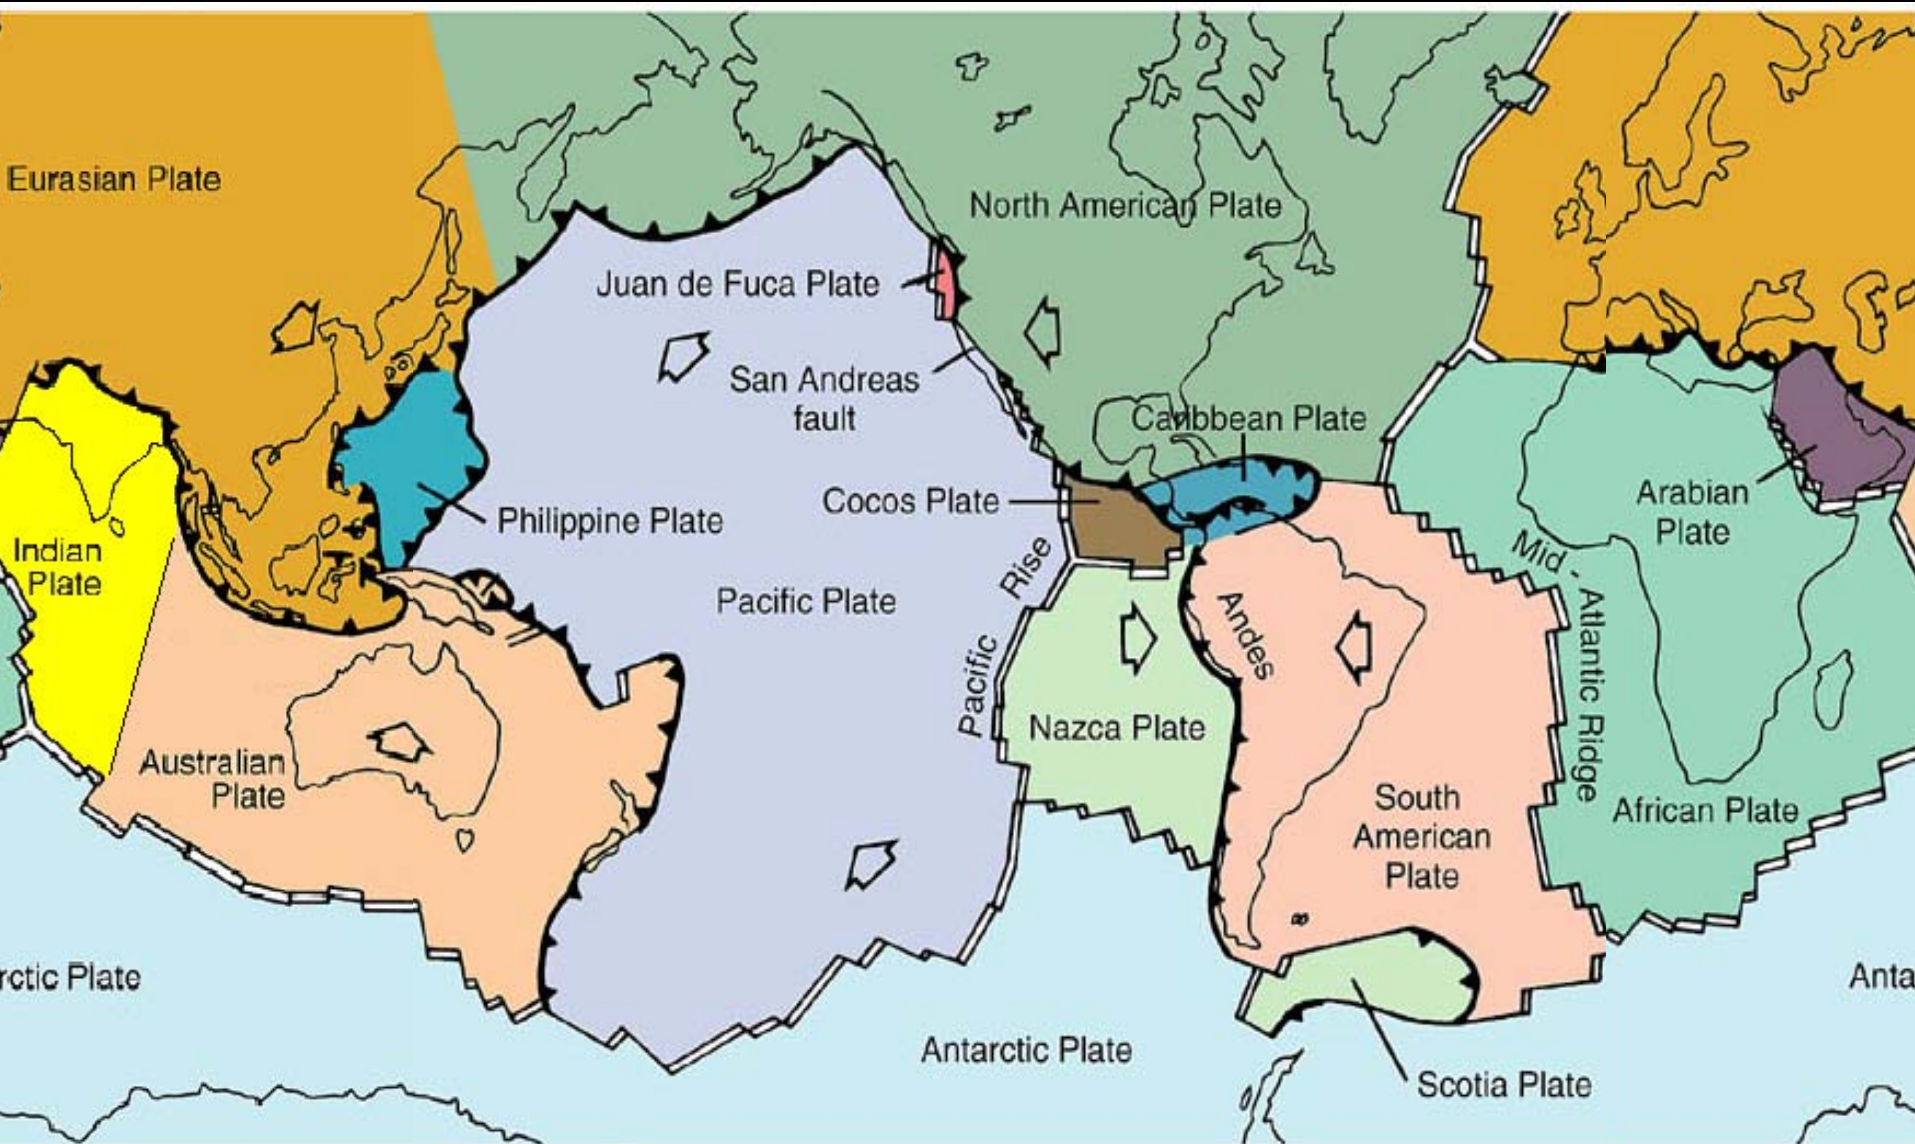 Eurasian Plate
North American Plate
Juan de Fuca Plate
San Andreas
fault
Caribbean Plate
Cocos Plate
Philippine Plate
Arabian
Plate
Indian
Plate
Pacific Plate
Pacific
Rise
Andes
Mid -
Atlantic Ridge
Nazca Plate
Australian
Plate
South
American
Plate
African Plate
rctic Plate
Anta
Antarctic Plate
Scotia Plate